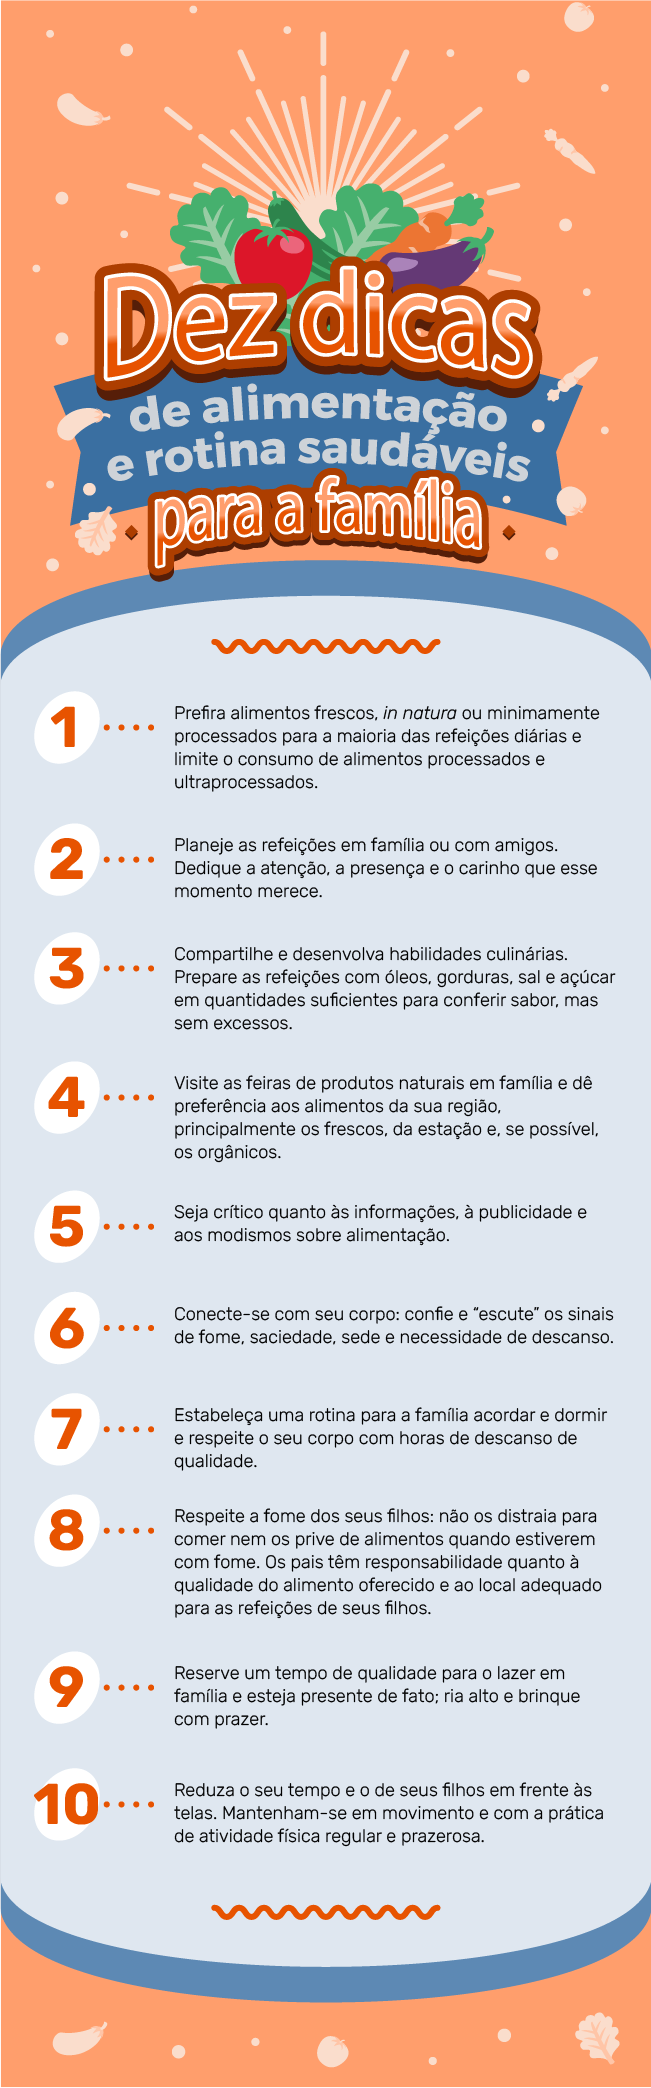 Dez dicas
de alimentação
e rotina saudáveis
para a família
1
Prefira alimentos frescos, in natura ou minimamente
processados para a maioria das refeições diárias e
limite o consumo de alimentos processados e
ultraprocessados.
2
Planeje as refeições em família ou com amigos.
Dedique a atenção, a presença e o carinho que esse
momento merece.
3
Compartilhe e desenvolva habilidades culinárias.
Prepare as refeições com óleos, gorduras, sal e açúcar
em quantidades suficientes para conferir sabor, mas
sem excessos.
4
Visite as feiras de produtos naturais em família e dê
preferência aos alimentos da sua região,
principalmente os frescos, da estação e, se possível,
os orgânicos.
5
Seja crítico quanto às informações, à publicidade e
aos modismos sobre alimentação.
6
Conecte-se com seu corpo: confie e “escute” os sinais
de fome, saciedade, sede e necessidade de descanso.
7
Estabeleça uma rotina para a família acordar e dormir
e respeite o seu corpo com horas de descanso de
qualidade.
8
Respeite a fome dos seus filhos: não os distraia para
comer nem os prive de alimentos quando estiverem
com fome. Os pais têm responsabilidade quanto à
qualidade do alimento oferecido e ao local adequado
para as refeições de seus filhos.
9
Reserve um tempo de qualidade para o lazer em
família e esteja presente de fato; ria alto e brinque
com prazer.
10
Reduza o seu tempo e o de seus filhos em frente às
telas. Mantenham-se em movimento e com a prática
de atividade física regular e prazerosa.